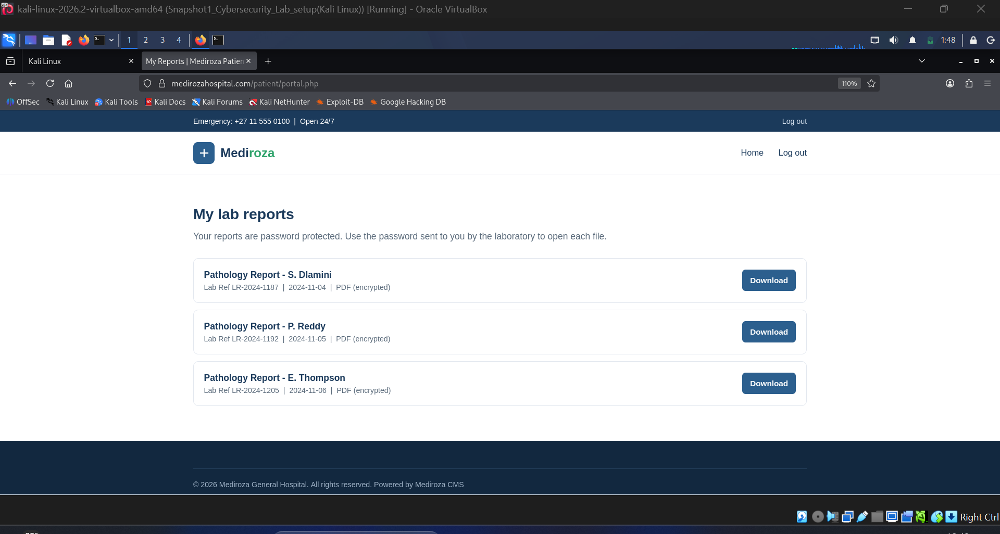 kali-linux-2026.2-virtualbox-amd64 (Snapshot1_Cybersecurity_Lab_setup(Kali Linux)) [Running] - Oracle VirtualBox
1 2 3 4 1:48
Kali Linux
My Reports | Mediroza Patien
medirozahospital.com/patient/portal.php 110%
OffSec Kali Linux Kali Tools Kali Docs Kali Forums Kali NetHunter Exploit-DB Google Hacking DB
Emergency: +27 11 555 0100 | Open 24/7 Log out
Mediroza Home Log out
My lab reports
Your reports are password protected. Use the password sent to you by the laboratory to open each file.
Pathology Report - S. Dlamini
Lab Ref LR-2024-1187 | 2024-11-04 | PDF (encrypted)
Download
Pathology Report - P. Reddy
Lab Ref LR-2024-1192 | 2024-11-05 | PDF (encrypted)
Download
Pathology Report - E. Thompson
Lab Ref LR-2024-1205 | 2024-11-06 | PDF (encrypted)
Download
© 2026 Mediroza General Hospital. All rights reserved. Powered by Mediroza CMS
Right Ctrl